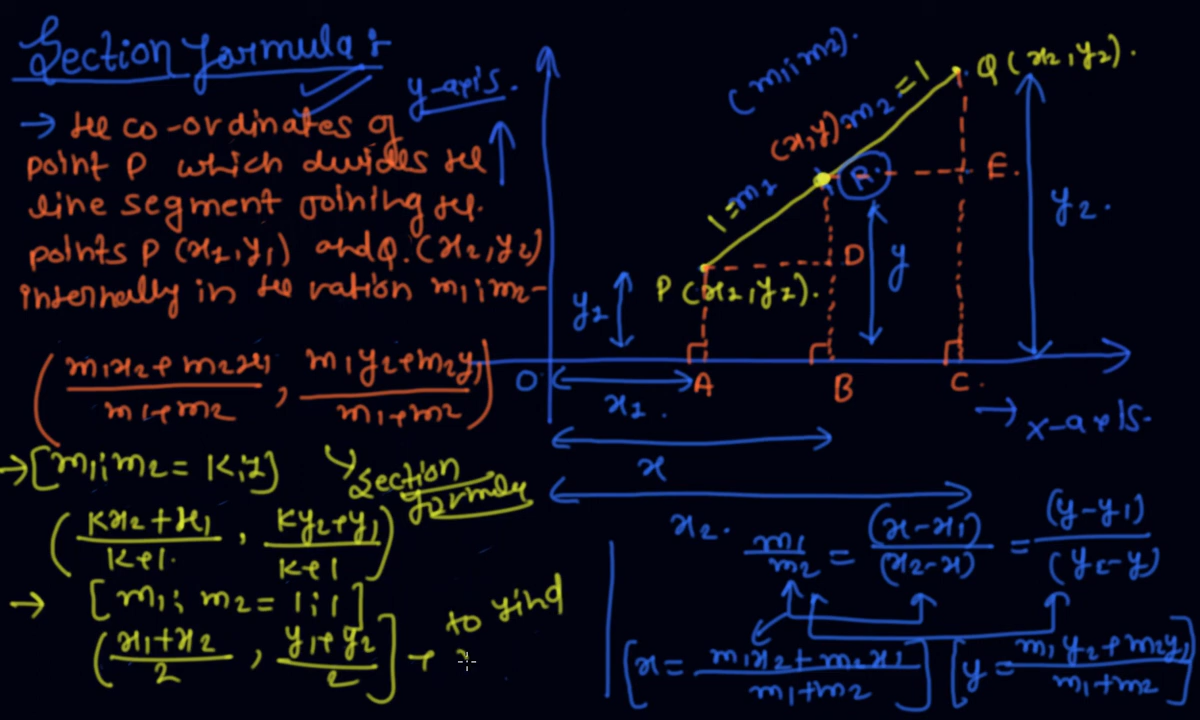 Section formula :
→ the co-ordinates of
point P which divides the
line segment joining the
points P (x1, y1) and Q. (x2, y2)
internally in the ration m1 : m2 -
( m1x2 + m2x1 / m1 + m2 , m1y2 + m2y1 / m1 + m2 )
→ [m1 : m2 = K : 1]
↘ Section
formula
( Kx2 + x1 / K + 1. , Ky2 + y1 / K + 1 )
→ [m1 : m2 = 1 : 1]
( x1 + x2 / 2 , y1 + y2 / 2 ] →
to find
y-axis.
(m1 : m2).
Q (x2, y2).
m2 = 1
(x, y).
R.
E.
1 = m1
D
P (x1, y1).
y1
y
y2.
O
A
B
C.
x1.
→ x-axis.
x
x2.
m1 / m2 = (x - x1) / (x2 - x) = (y - y1) / (y2 - y)
[x = m1x2 + m2x1 / m1 + m2] [y = m1y2 + m2y1 / m1 + m2]